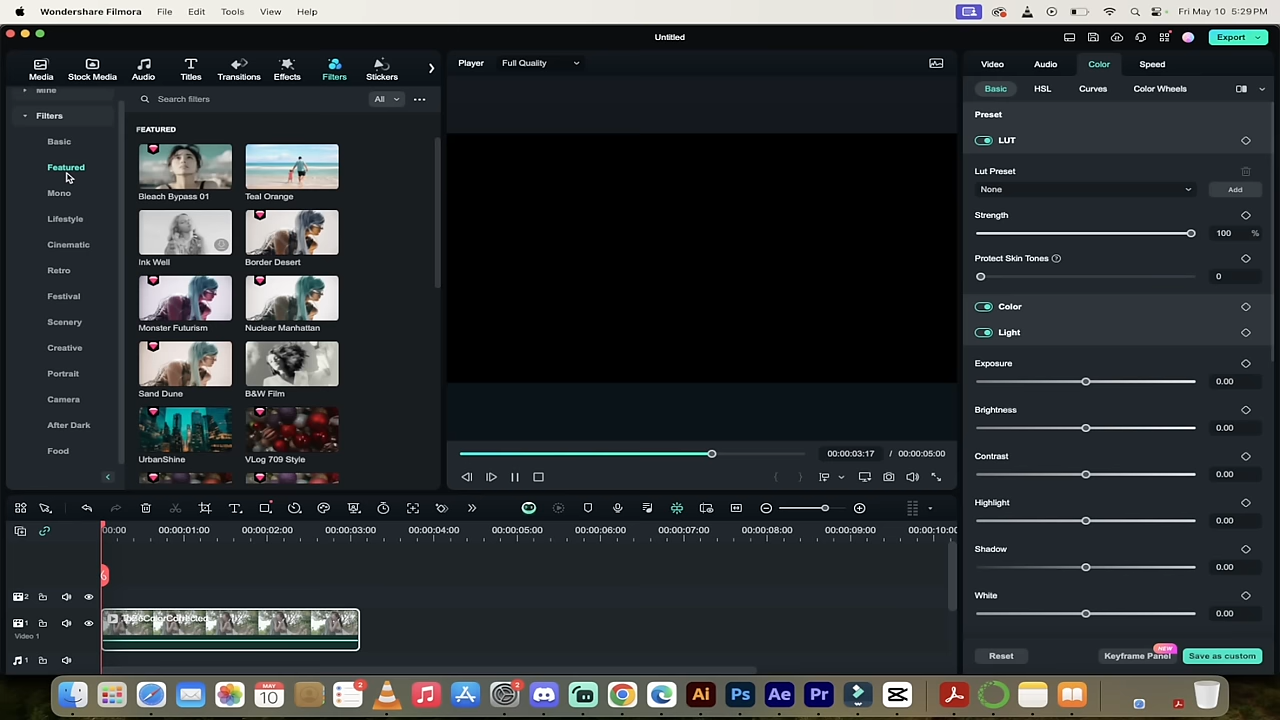 Wondershare Filmora File Edit Tools View Help Fri May 10 5:29 PM
Untitled
Export
Media Stock Media Audio Titles Transitions Effects Filters Stickers
Player Full Quality
Video Audio Color Speed
Mine
Filters
Basic
Featured
Mono
Lifestyle
Cinematic
Retro
Festival
Scenery
Creative
Portrait
Camera
After Dark
Food
Search filters All
FEATURED
Bleach Bypass 01 Teal Orange
Ink Well Border Desert
Monster Futurism Nuclear Manhattan
Sand Dune B&W Film
UrbanShine VLog 709 Style
00:00:03:17 / 00:00:05:00
Basic HSL Curves Color Wheels
Preset
LUT
Lut Preset
None Add
Strength
100 %
Protect Skin Tones
0
Color
Light
Exposure
0.00
Brightness
0.00
Contrast
0.00
Highlight
0.00
Shadow
0.00
White
0.00
Reset Keyframe Panel NEW Save as custom
00:00 00:00:01:00 00:00:02:00 00:00:03:00 00:00:04:00 00:00:05:00 00:00:06:00 00:00:07:00 00:00:08:00 00:00:09:00 00:00:10:00
2
1
Video 1
1
MAY
10
2
2
Ai Ps Ae Pr